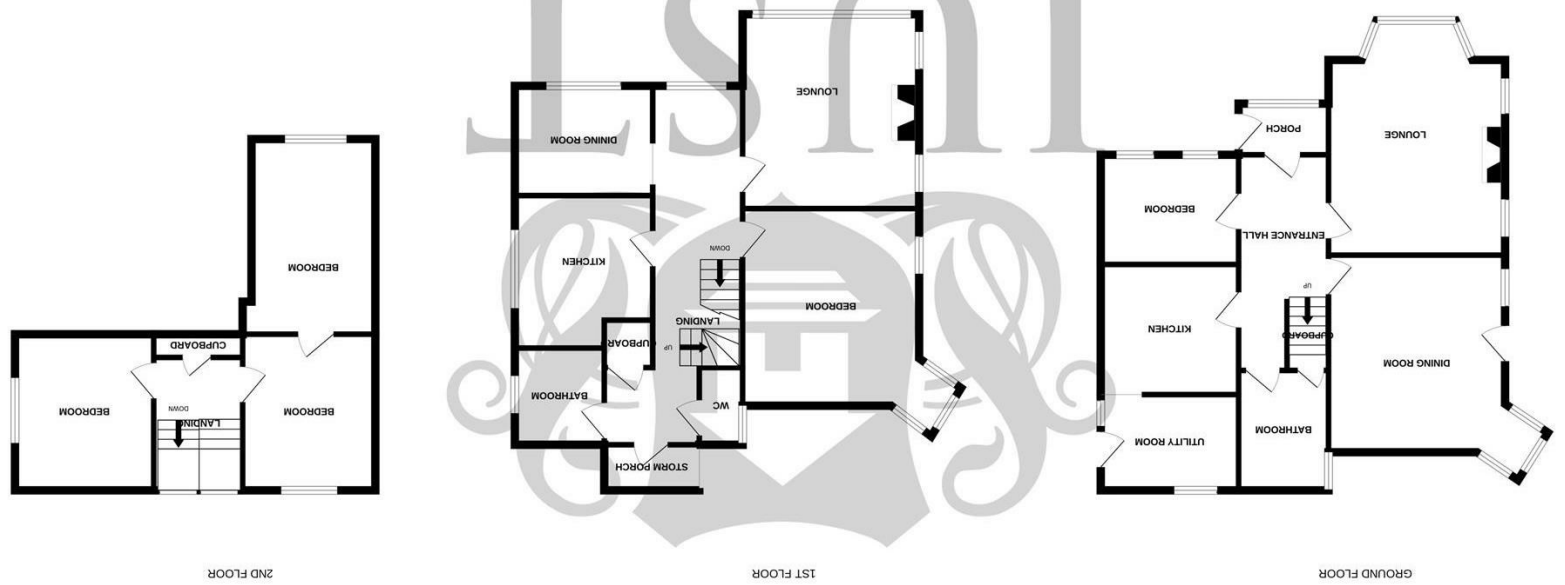 GROUND FLOOR
UTILITY ROOM
BATHROOM
DINING ROOM
CUPBOARD
KITCHEN
UP
ENTRANCE HALL
BEDROOM
LOUNGE
PORCH
1ST FLOOR
STORM PORCH
WC
BATHROOM
UP
CUPBOARD
LANDING
BEDROOM
KITCHEN
DOWN
DINING ROOM
LOUNGE
2ND FLOOR
LANDING
BEDROOM
BEDROOM
DOWN
CUPBOARD
BEDROOM
JUST